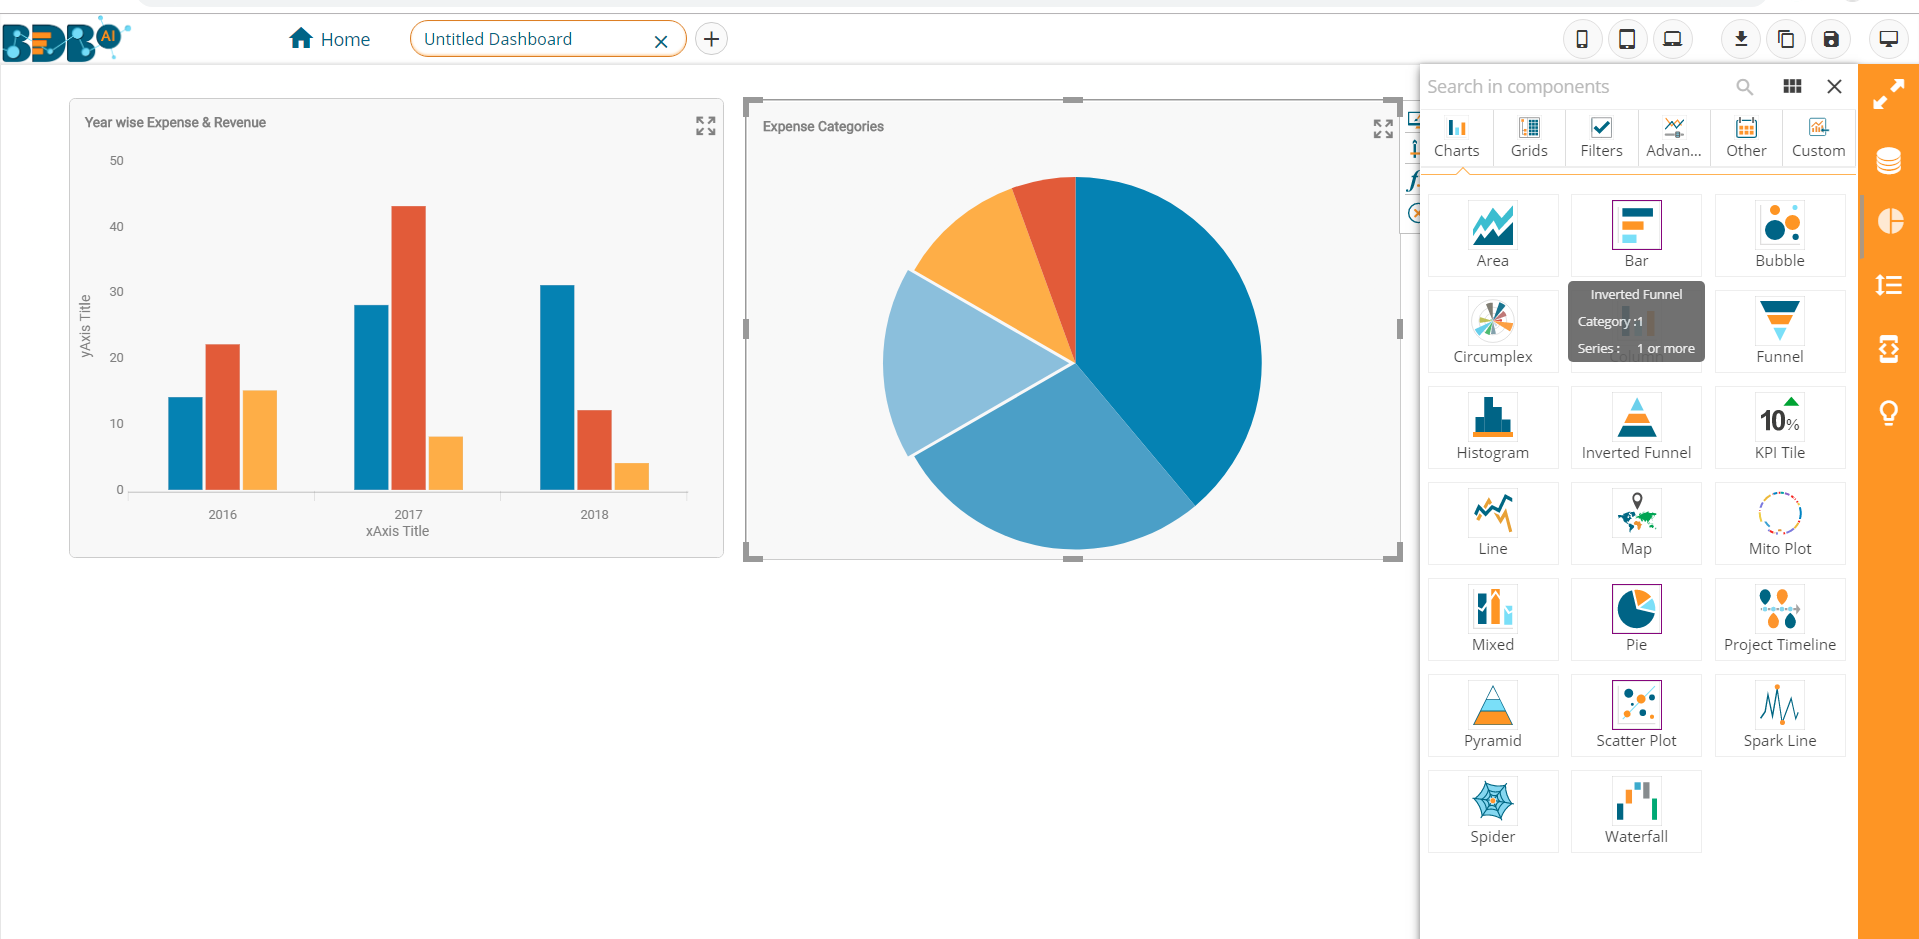 BDB AI
Home
Untitled Dashboard
Year wise Expense & Revenue
50
40
30
20
10
0
yAxis Title
2016 2017 2018
xAxis Title
Expense Categories
Search in components
Charts Grids Filters Advan... Other Custom
Area Bar Bubble
Inverted Funnel
Category :1
Series : 1 or more
Circumplex Column Funnel
10%
Histogram Inverted Funnel KPI Tile
Line Map Mito Plot
Mixed Pie Project Timeline
Pyramid Scatter Plot Spark Line
Spider Waterfall